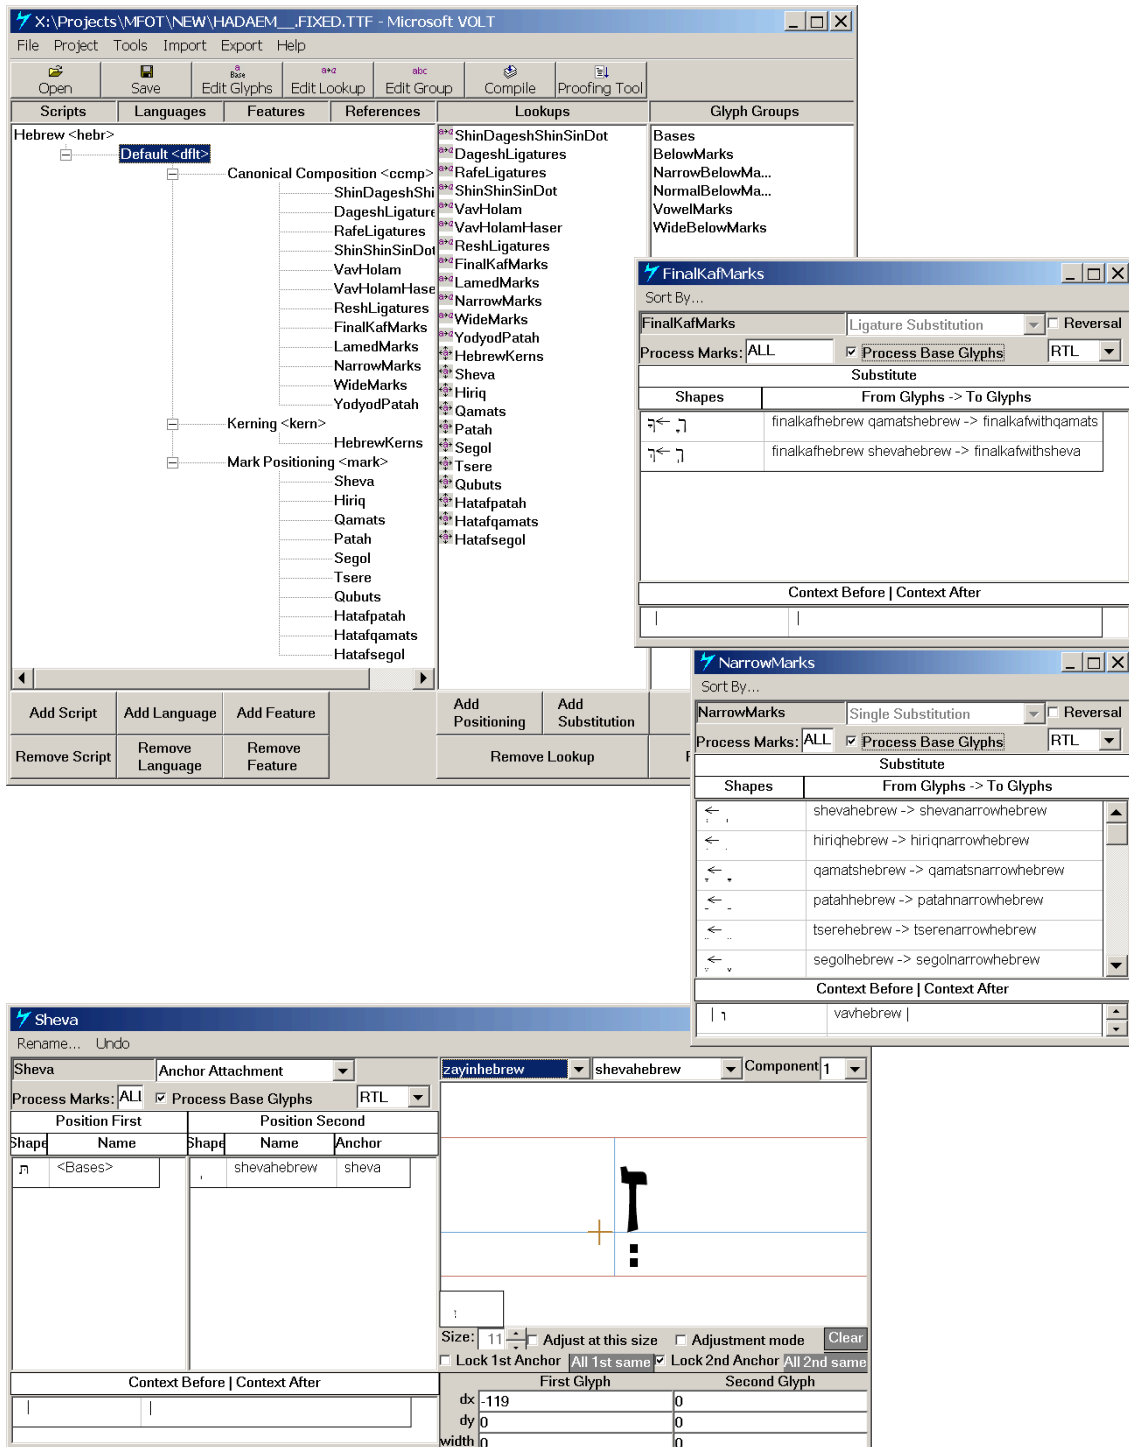 X:\Projects\MFOT\NEW\HADAEM__.FIXED.TTF - Microsoft VOLT
File Project Tools Import Export Help
Open Save Edit Glyphs Edit Lookup Edit Group Compile Proofing Tool
Scripts Languages Features References Lookups Glyph Groups
Hebrew <hebr>
Default <dflt>
Canonical Composition <ccmp>
ShinDageshShi
DageshLigature
RafeLigatures
ShinShinSinDot
VavHolam
VavHolamHase
ReshLigatures
FinalKafMarks
LamedMarks
NarrowMarks
WideMarks
YodyodPatah
Kerning <kern>
HebrewKerns
Mark Positioning <mark>
Sheva
Hiriq
Qamats
Patah
Segol
Tsere
Qubuts
Hatafpatah
Hatafqamats
Hatafsegol
ShinDageshShinSinDot
DageshLigatures
RafeLigatures
ShinShinSinDot
VavHolam
VavHolamHaser
ReshLigatures
FinalKafMarks
LamedMarks
NarrowMarks
WideMarks
YodyodPatah
HebrewKerns
Sheva
Hiriq
Qamats
Patah
Segol
Tsere
Qubuts
Hatafpatah
Hatafqamats
Hatafsegol
Bases
BelowMarks
NarrowBelowMa...
NormalBelowMa...
VowelMarks
WideBelowMarks
Add Script Add Language Add Feature Add Positioning Add Substitution
Remove Script Remove Language Remove Feature Remove Lookup
FinalKafMarks
Sort By...
FinalKafMarks Ligature Substitution Reversal
Process Marks: ALL Process Base Glyphs RTL
Substitute
Shapes From Glyphs -> To Glyphs
ךָ ← ךָ finalkafhebrew qamatshebrew -> finalkafwithqamats
ךְ ← ךְ finalkafhebrew shevahebrew -> finalkafwithsheva
Context Before | Context After
| |
NarrowMarks
Sort By...
NarrowMarks Single Substitution Reversal
Process Marks: ALL Process Base Glyphs RTL
Substitute
Shapes From Glyphs -> To Glyphs
← shevahebrew -> shevanarrowhebrew
← hiriqhebrew -> hiriqnarrowhebrew
← qamatshebrew -> qamatsnarrowhebrew
← patahhebrew -> patahnarrowhebrew
← tserehebrew -> tserenarrowhebrew
← segolhebrew -> segolnarrowhebrew
Context Before | Context After
| ו vavhebrew |
Sheva
Rename... Undo
Sheva Anchor Attachment
Process Marks: ALL Process Base Glyphs RTL
Position First Position Second
Shape Name Shape Name Anchor
ת <Bases> shevahebrew sheva
Context Before | Context After
| |
zayinhebrew shevahebrew Component 1
זְ
Size: 11 Adjust at this size Adjustment mode Clear
Lock 1st Anchor All 1st same Lock 2nd Anchor All 2nd same
First Glyph Second Glyph
dx -119 0
dy 0 0
width 0 0